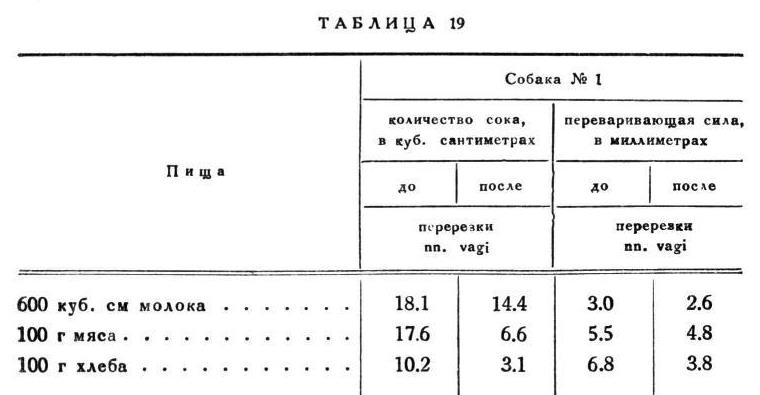 ТАБЛИЦА 19
Собака № 1
Пища
количество сока,
в куб. сантиметрах
переваривающая сила,
в миллиметрах
до после до после
перерезки
nn. vagi
перерезки
nn. vagi
600 куб. см молока . . . . . . . 18.1 14.4 3.0 2.6
100 г мяса . . . . . . . . . . . . 17.6 6.6 5.5 4.8
100 г хлеба . . . . . . . . . . . 10.2 3.1 6.8 3.8